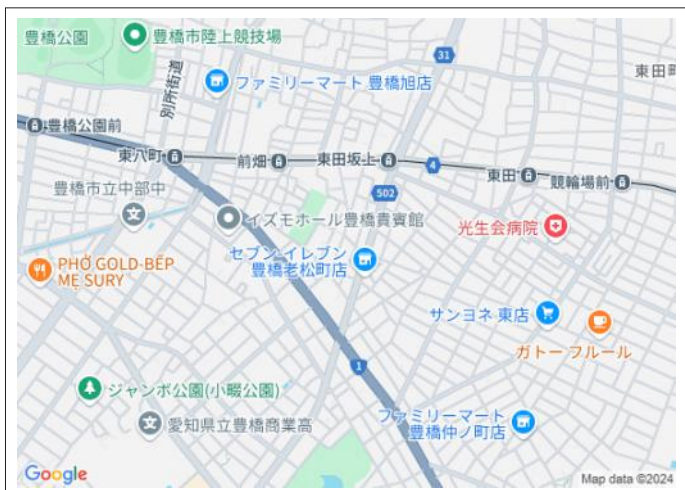 豊橋公園
豊橋市陸上競技場
31
東田町
別所街道
ファミリーマート 豊橋旭店
豊橋公園前
東八町
前畑
東田坂上
4
東田
競輪場前
502
豊橋市立中部中
イズモホール豊橋貴賓館
光生会病院
セブン-イレブン
豊橋老松町店
PHỞ GOLD-BẾP
MẸ SURY
サンヨネ 東店
ガトー フルール
1
ジャンボ公園(小畷公園)
愛知県立豊橋商業高
ファミリーマート
豊橋仲ノ町店
Google
Map data ©2024